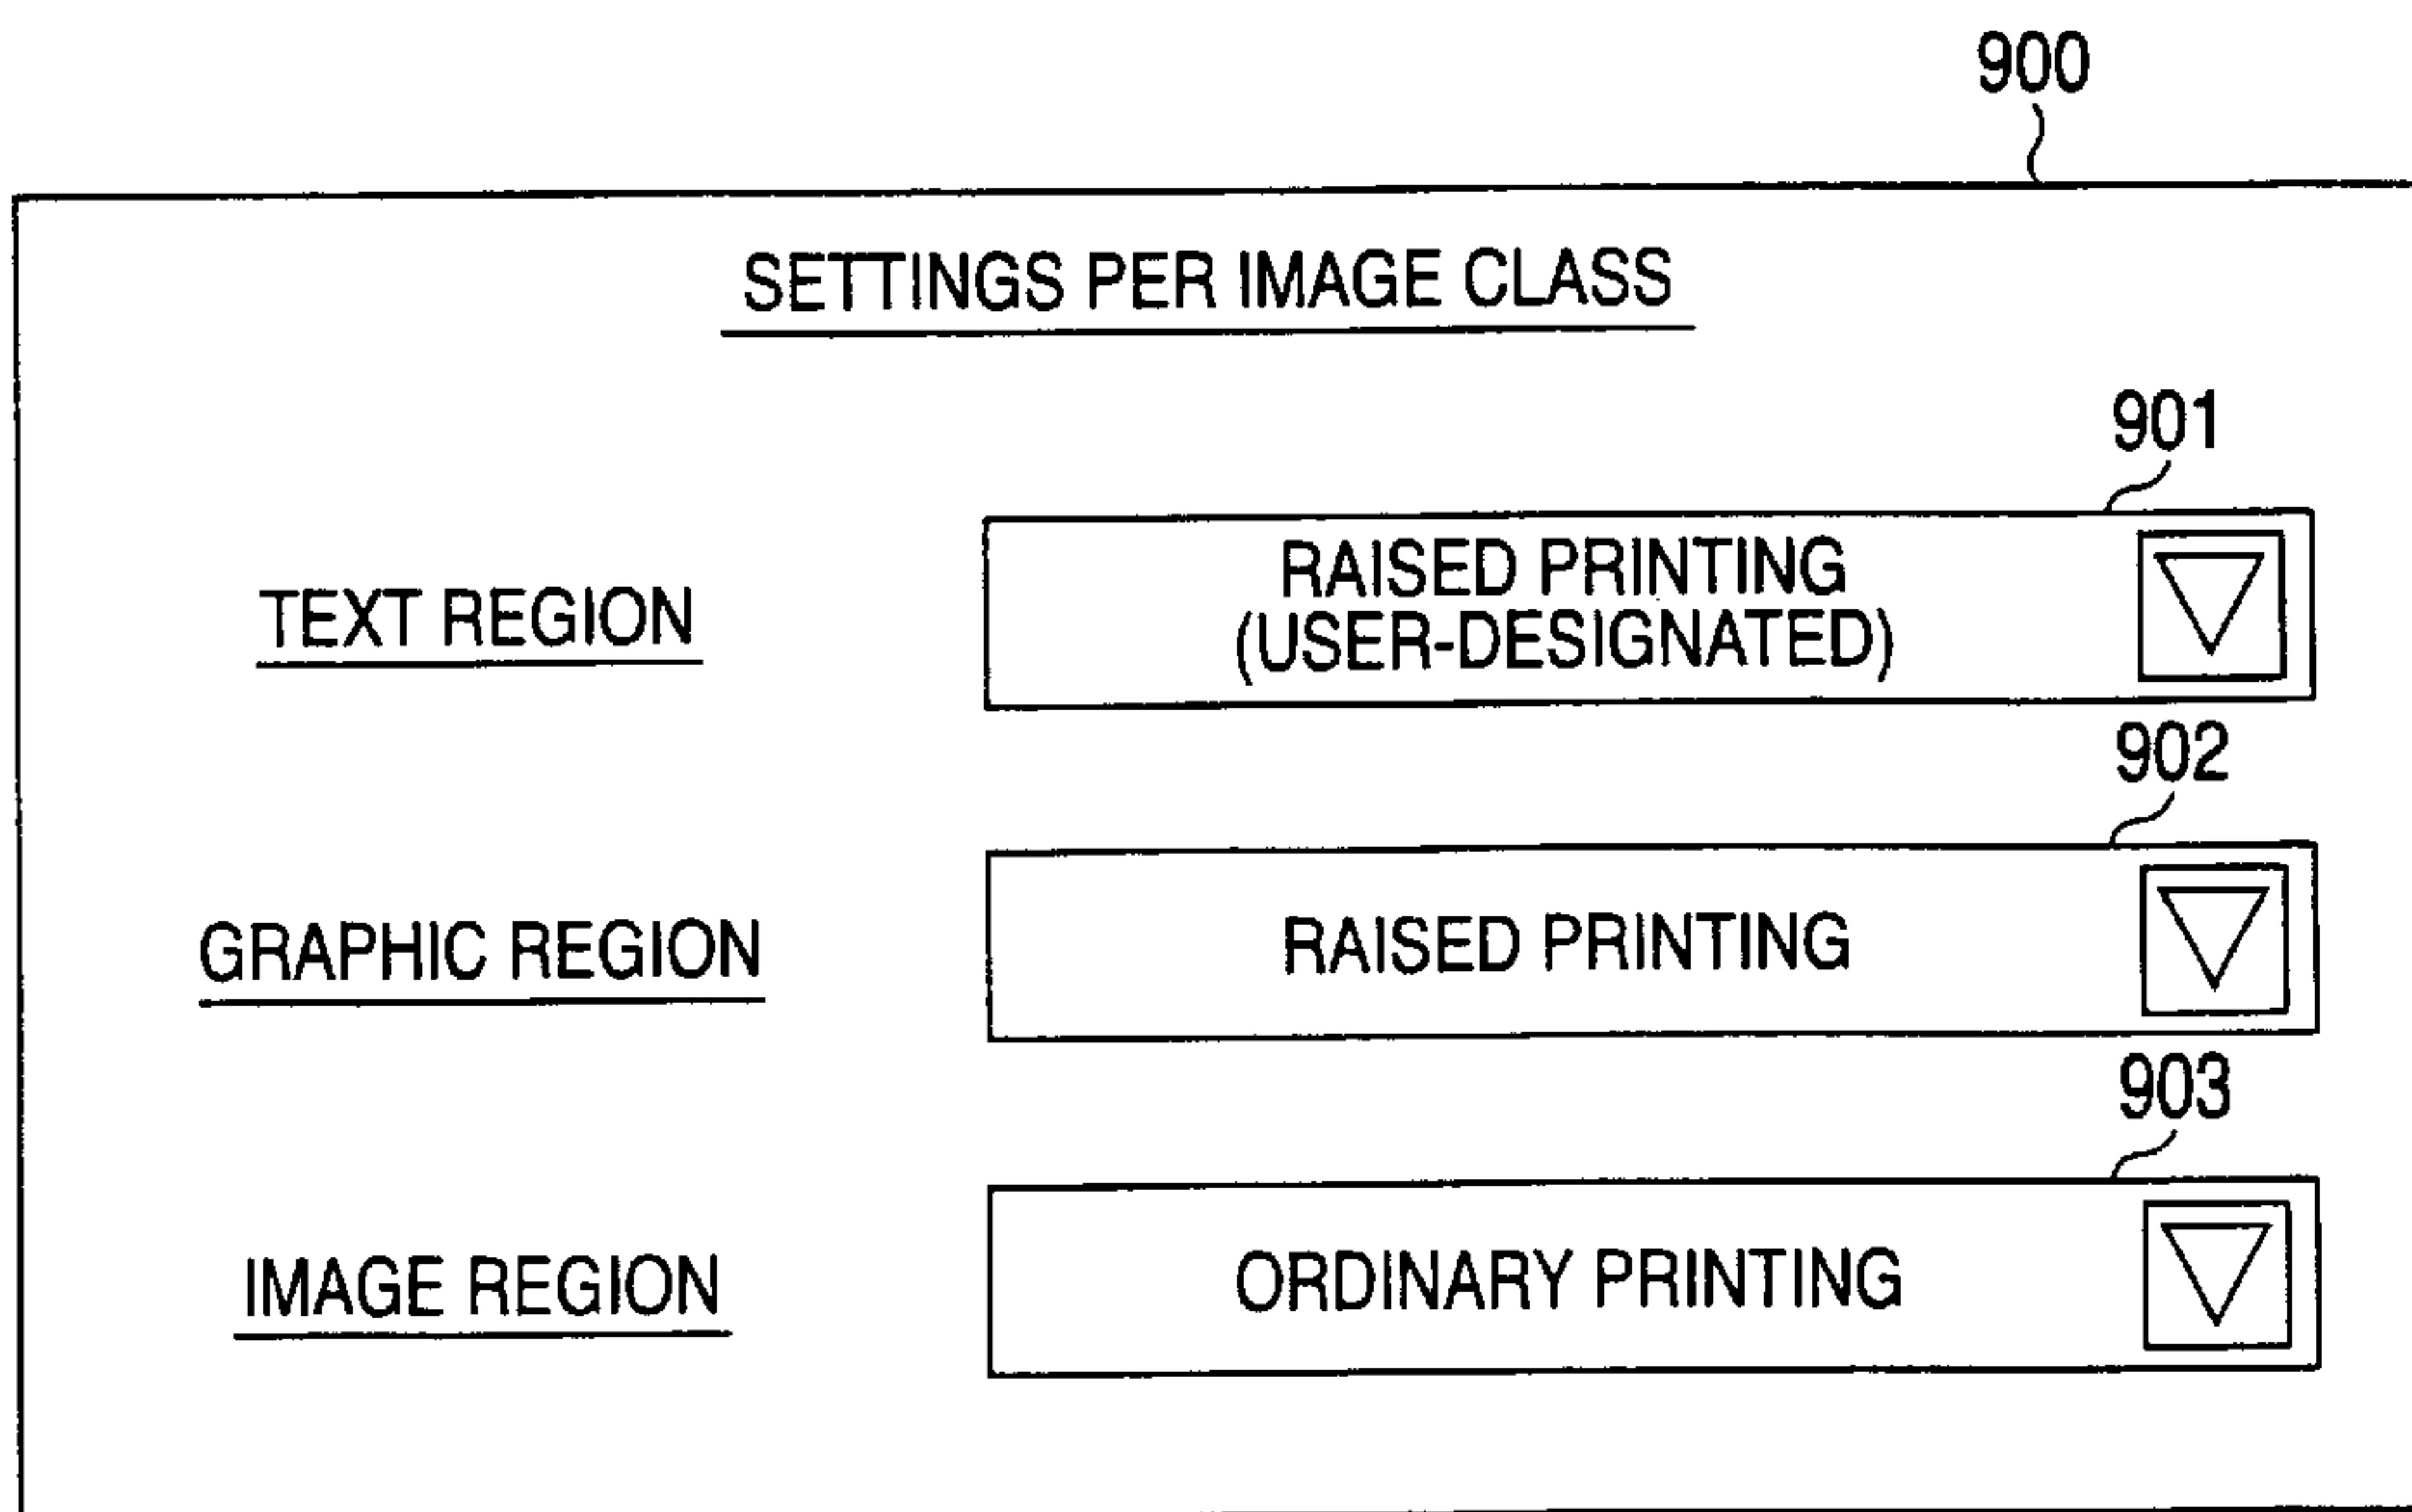 900
SETTINGS PER IMAGE CLASS
901
TEXT REGION
RAISED PRINTING
(USER-DESIGNATED)
902
GRAPHIC REGION
RAISED PRINTING
903
IMAGE REGION
ORDINARY PRINTING